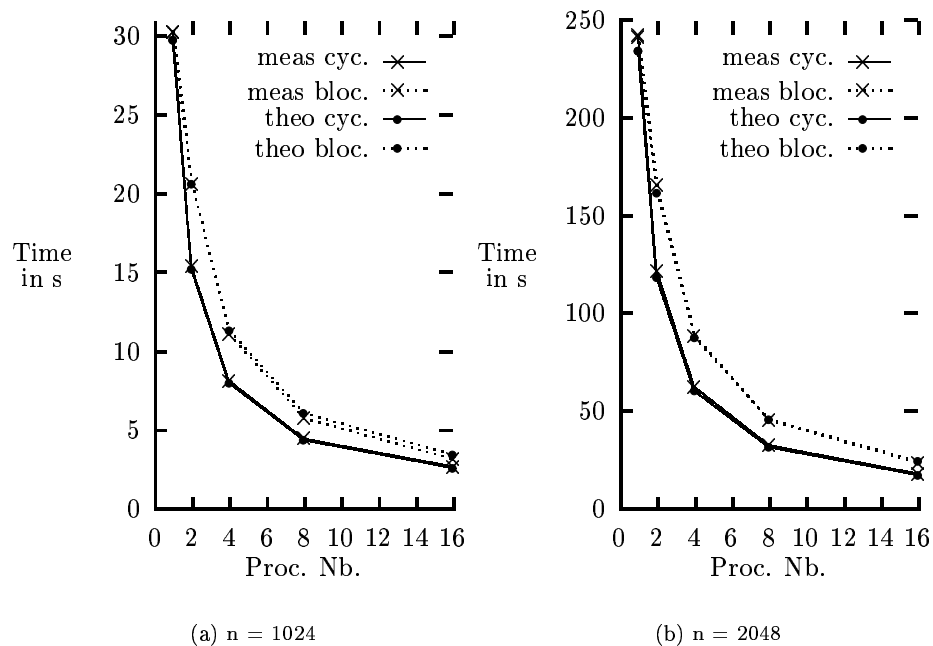 30
25
20
15
10
5
0
Time
in s
meas cyc.
meas bloc.
theo cyc.
theo bloc.
0 2 4 6 8 10 12 14 16
Proc. Nb.
(a) n = 1024
250
200
150
100
50
0
Time
in s
meas cyc.
meas bloc.
theo cyc.
theo bloc.
0 2 4 6 8 10 12 14 16
Proc. Nb.
(b) n = 2048